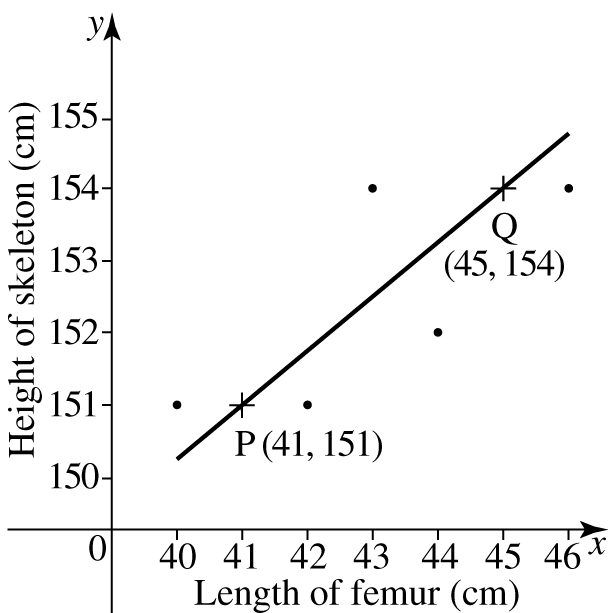 y
Height of skeleton (cm)
155
154
153
152
151
150
Q
(45, 154)
P (41, 151)
0
40 41 42 43 44 45 46 x
Length of femur (cm)